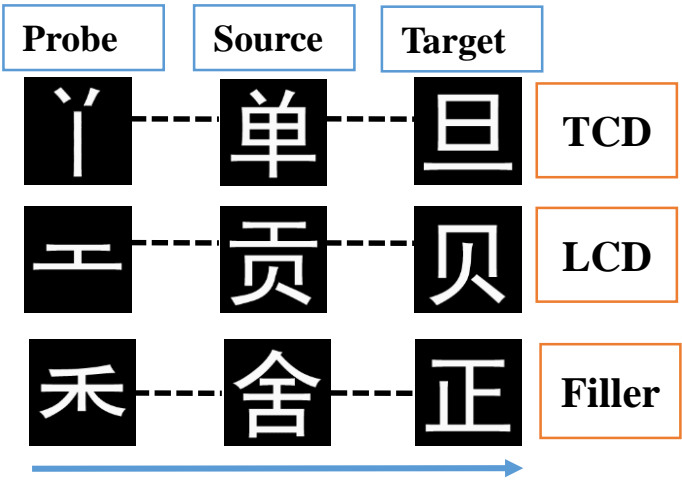 Probe Source Target
丫 单 旦 TCD
工 贡 贝 LCD
禾 舍 正 Filler